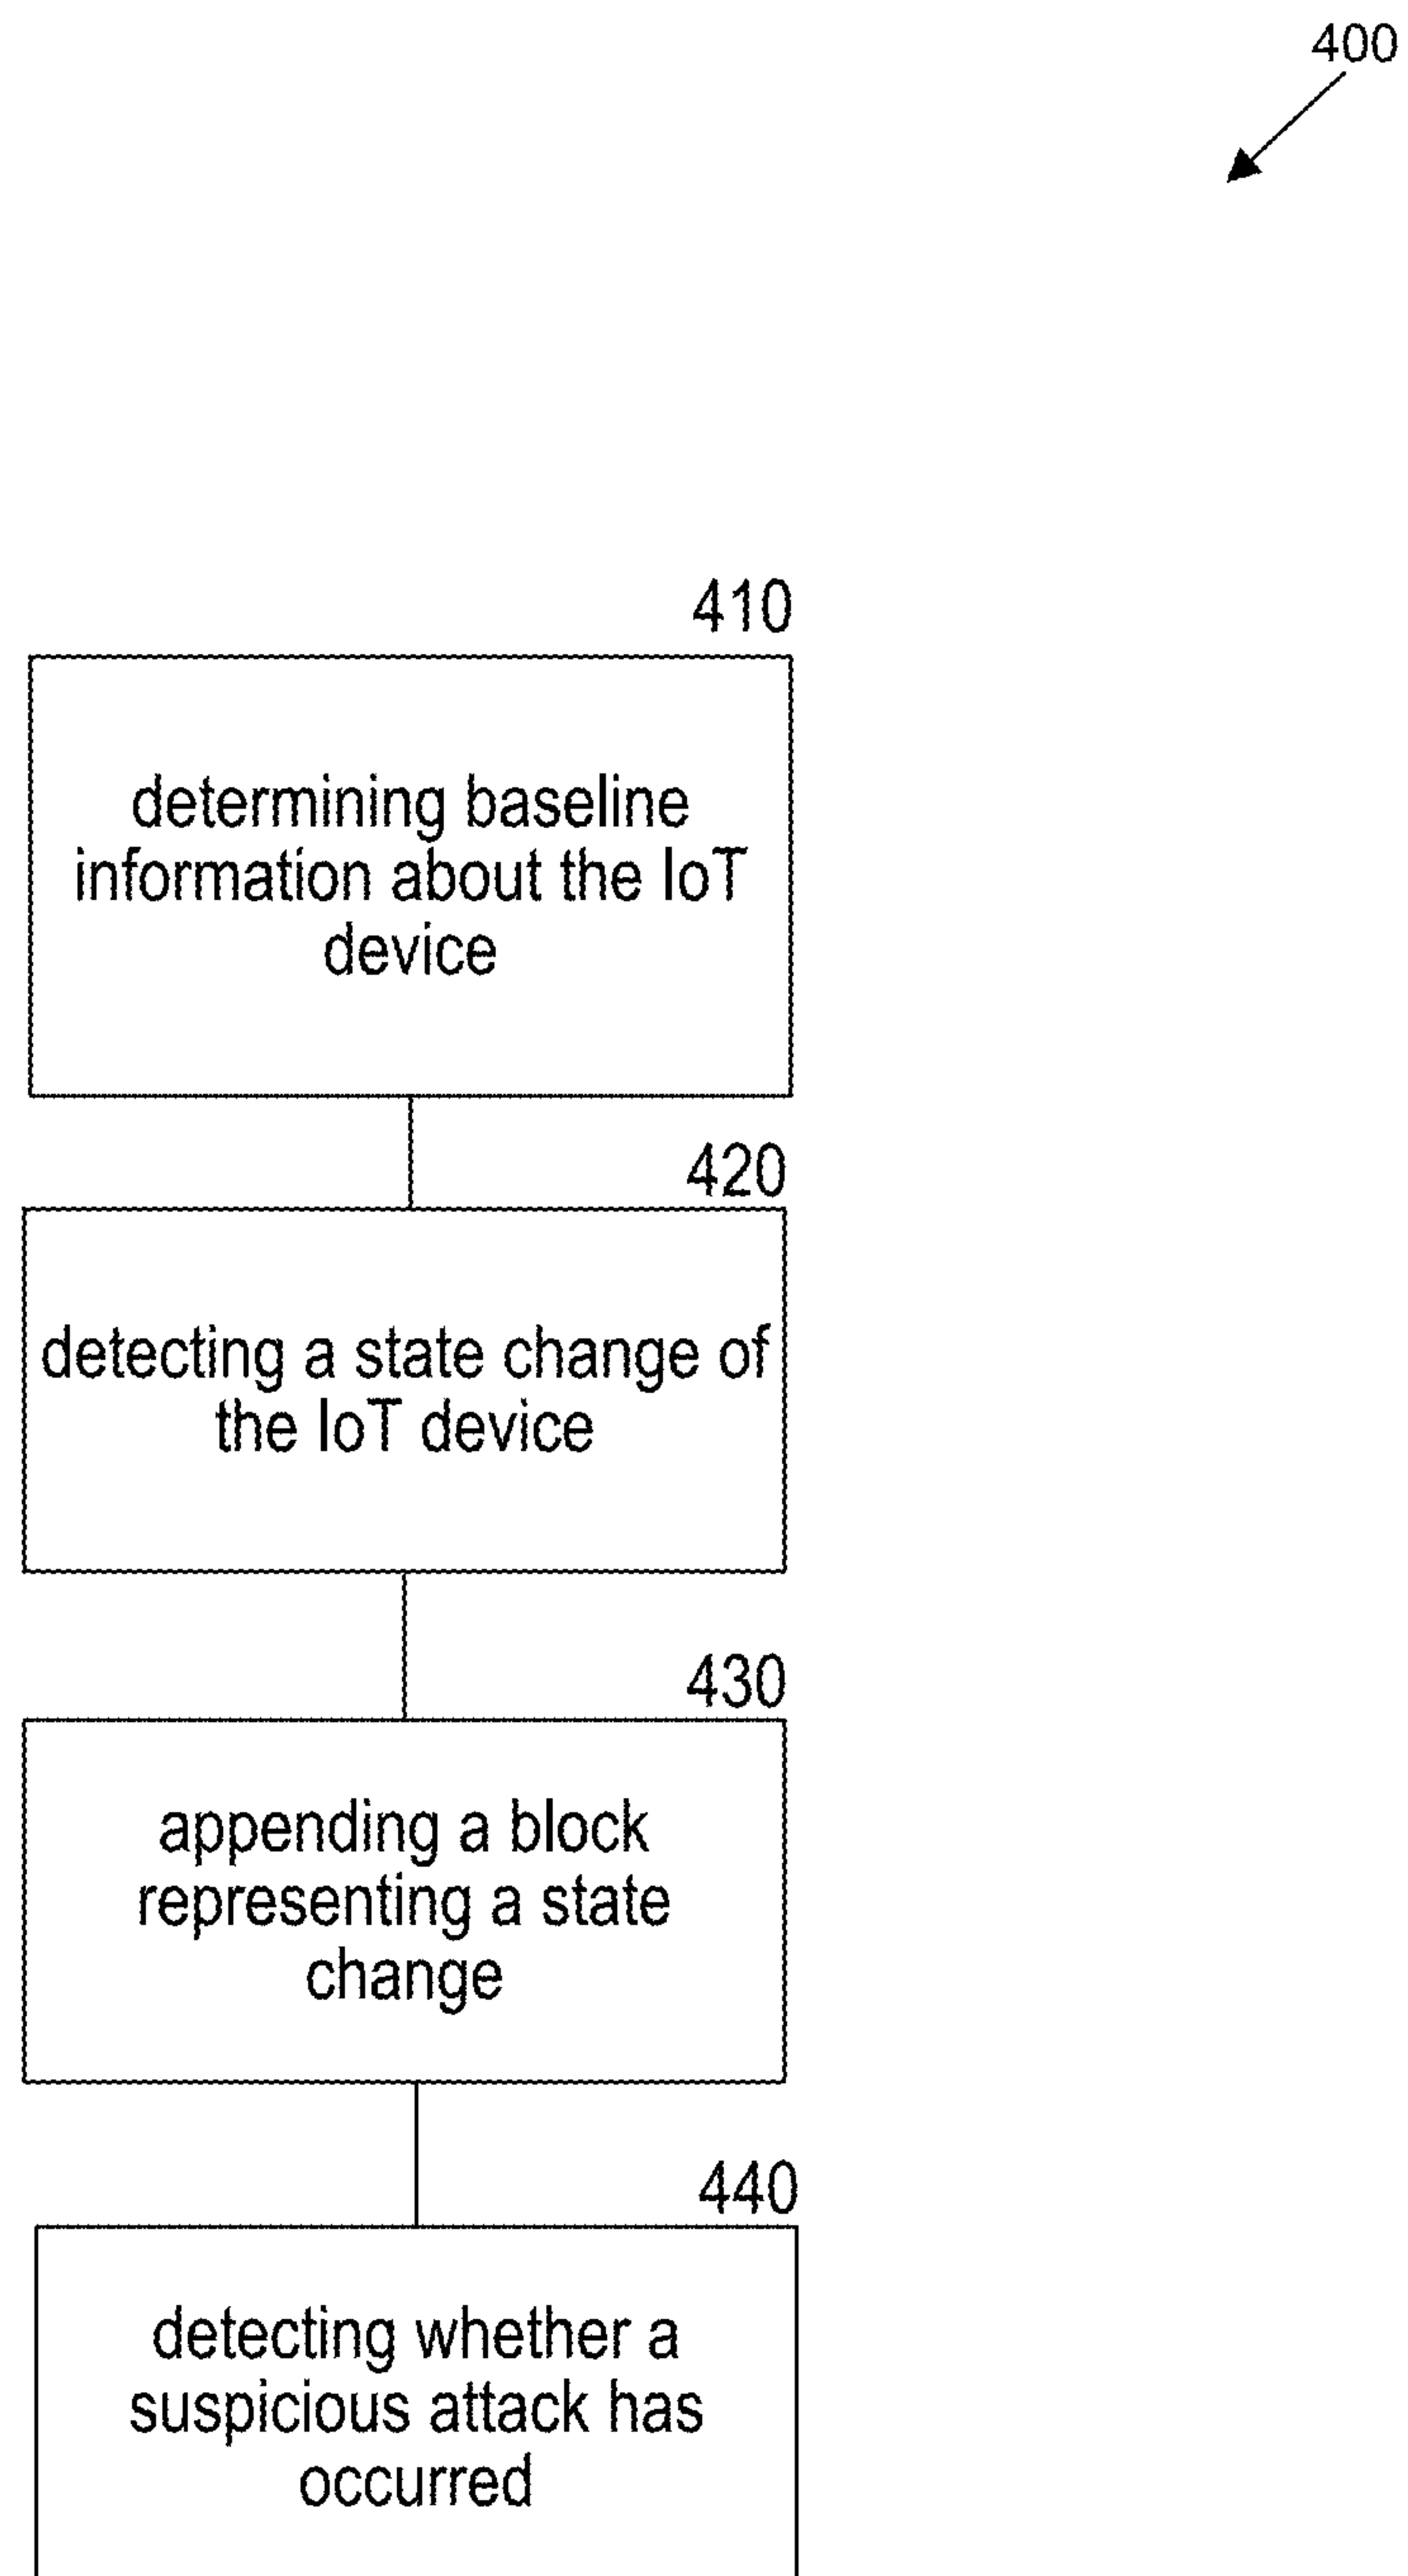 400
410
determining baseline
information about the IoT
device
420
detecting a state change of
the IoT device
430
appending a block
representing a state
change
440
detecting whether a
suspicious attack has
occurred